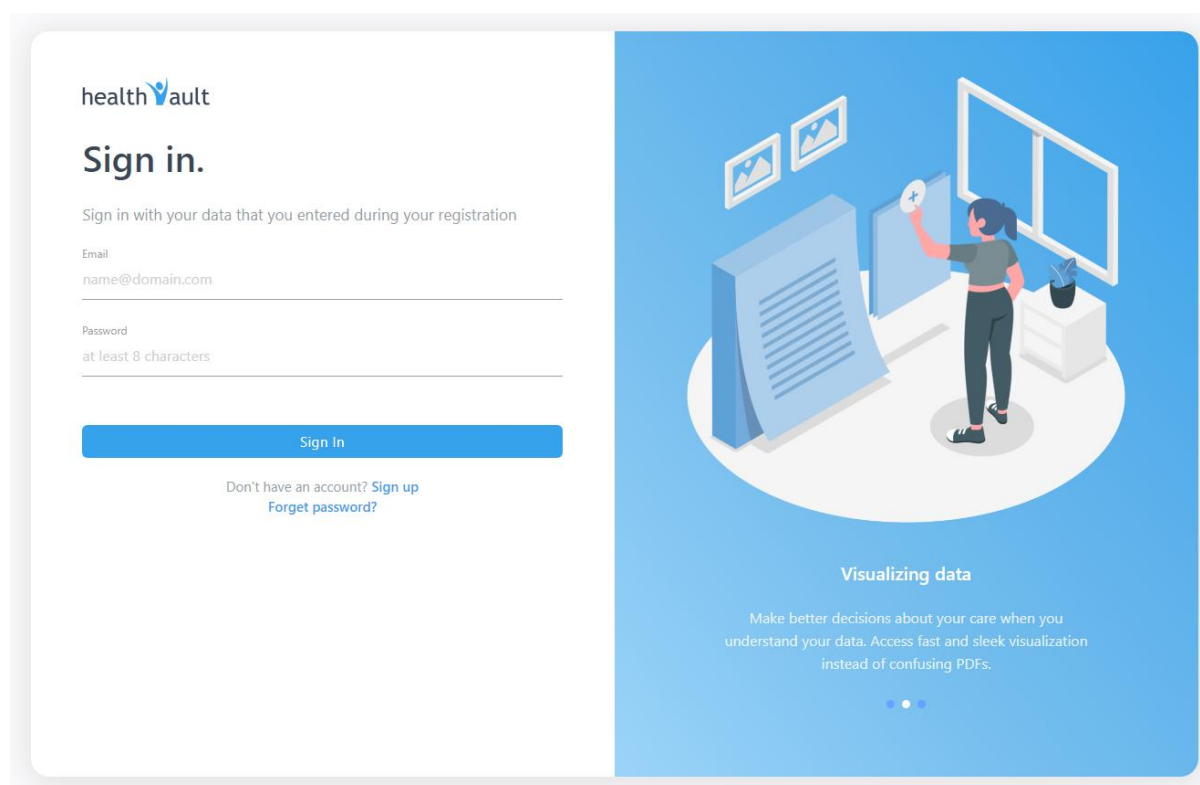 healthVault
Sign in.
Sign in with your data that you entered during your registration
Email
name@domain.com
Password
at least 8 characters
Sign In
Don't have an account? Sign up
Forget password?
Visualizing data
Make better decisions about your care when you
understand your data. Access fast and sleek visualization
instead of confusing PDFs.